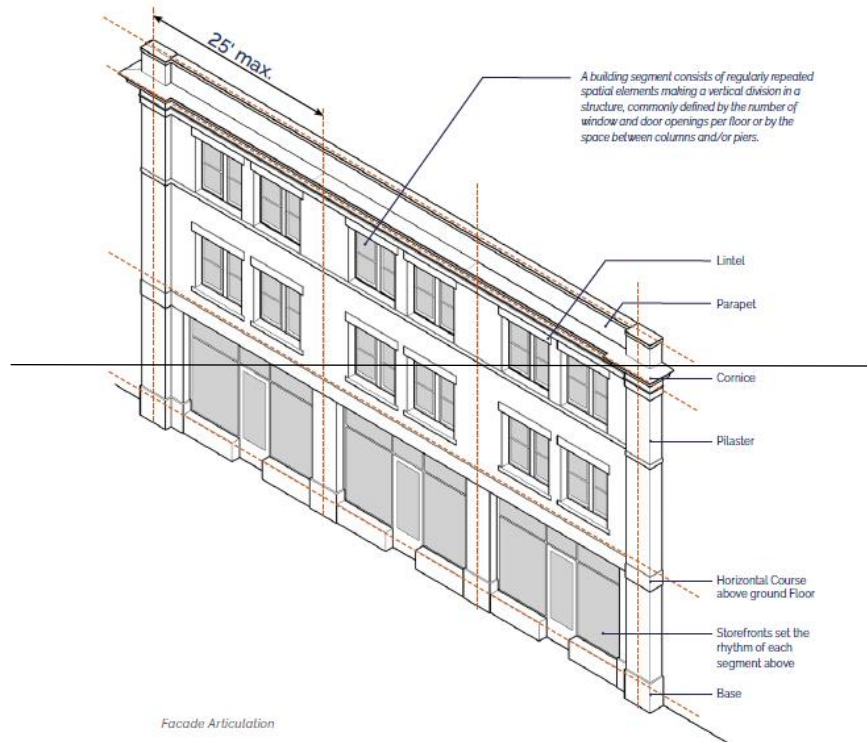 25' max.
A building segment consists of regularly repeated
spatial elements making a vertical division in a
structure, commonly defined by the number of
window and door openings per floor or by the
space between columns and/or piers.
Lintel
Parapet
Cornice
Pilaster
Horizontal Course
above ground Floor
Storefronts set the
rhythm of each
segment above
Base
Facade Articulation